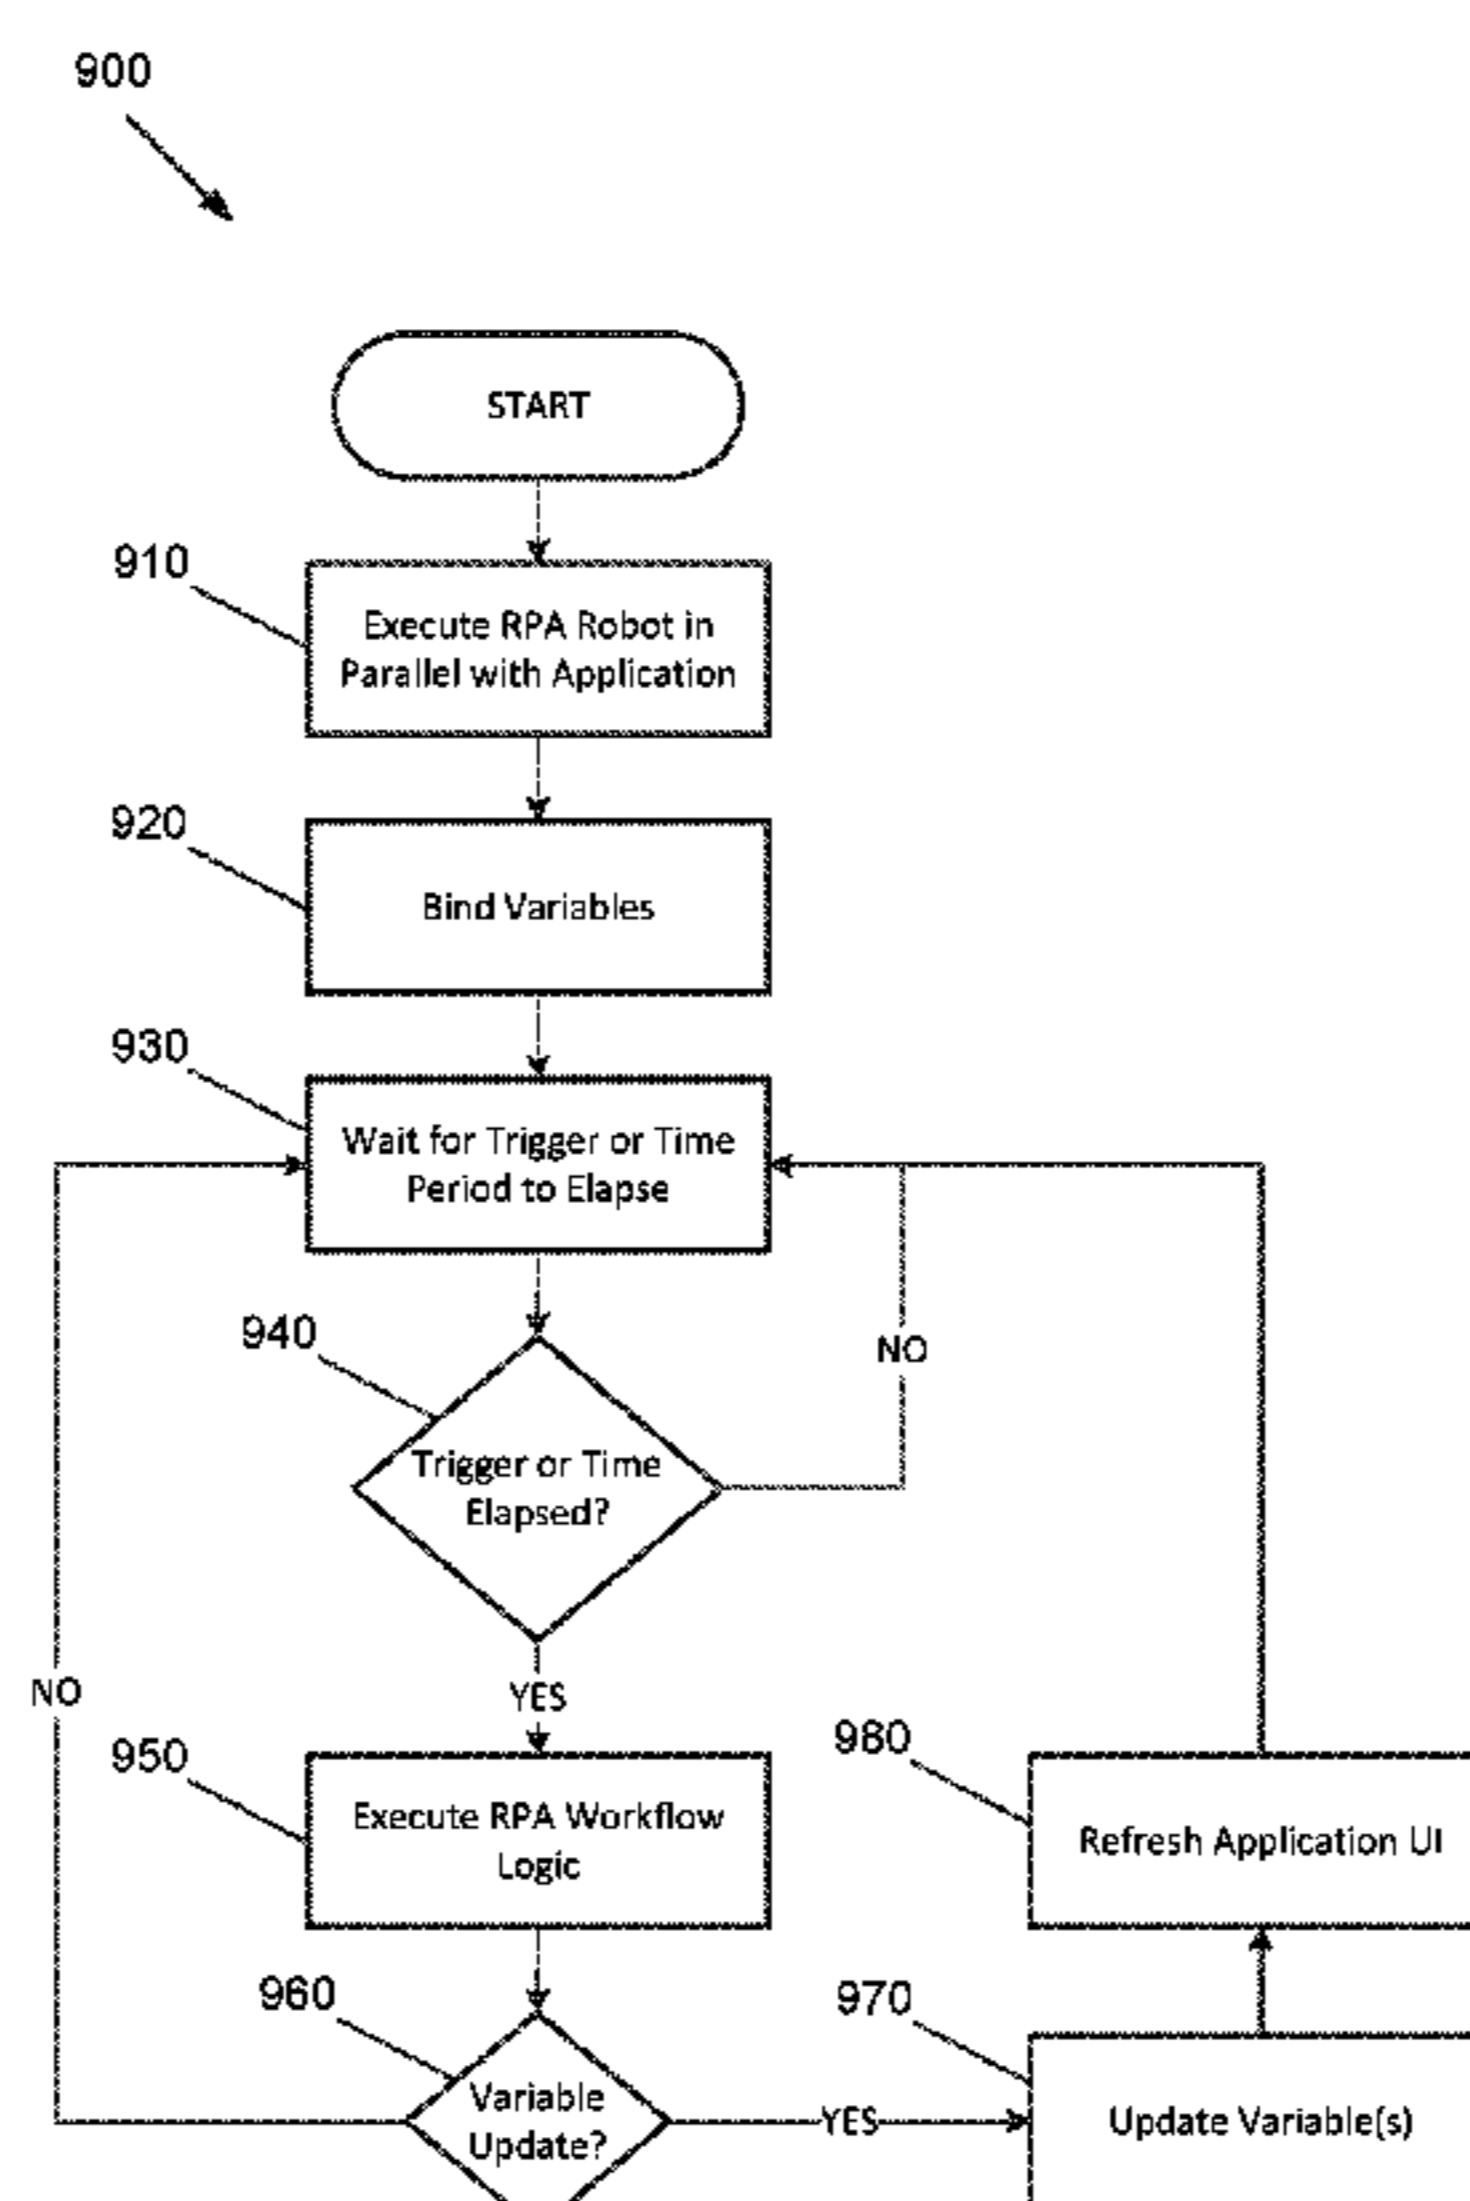 900
START
910
Execute RPA Robot in
Parallel with Application
920
Bind Variables
930
Wait for Trigger or Time
Period to Elapse
940
NO
Trigger or Time
Elapsed?
NO
YES
950
Execute RPA Workflow
Logic
980
Refresh Application UI
960
Variable
Update?
YES
970
Update Variable(s)